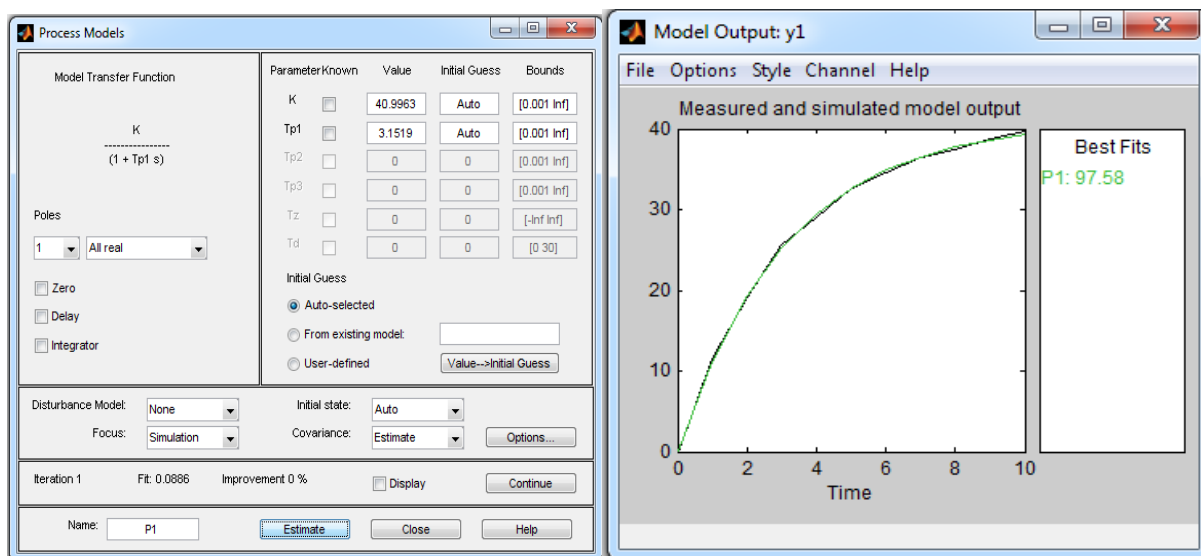 Process Models
Model Transfer Function
K
----------------
(1 + Tp1 s)
Poles
1 All real
Zero
Delay
Integrator
Parameter Known Value Initial Guess Bounds
K 40.9963 Auto [0.001 Inf]
Tp1 3.1519 Auto [0.001 Inf]
Tp2 0 0 [0.001 Inf]
Tp3 0 0 [0.001 Inf]
Tz 0 0 [-Inf Inf]
Td 0 0 [0 30]
Initial Guess
Auto-selected
From existing model:
User-defined Value-->Initial Guess
Disturbance Model: None Initial state: Auto
Focus: Simulation Covariance: Estimate Options...
Iteration 1 Fit: 0.0886 Improvement 0 % Display Continue
Name: P1 Estimate Close Help
Model Output: y1
File Options Style Channel Help
Measured and simulated model output
40
30
20
10
0
0 2 4 6 8 10
Time
Best Fits
P1: 97.58